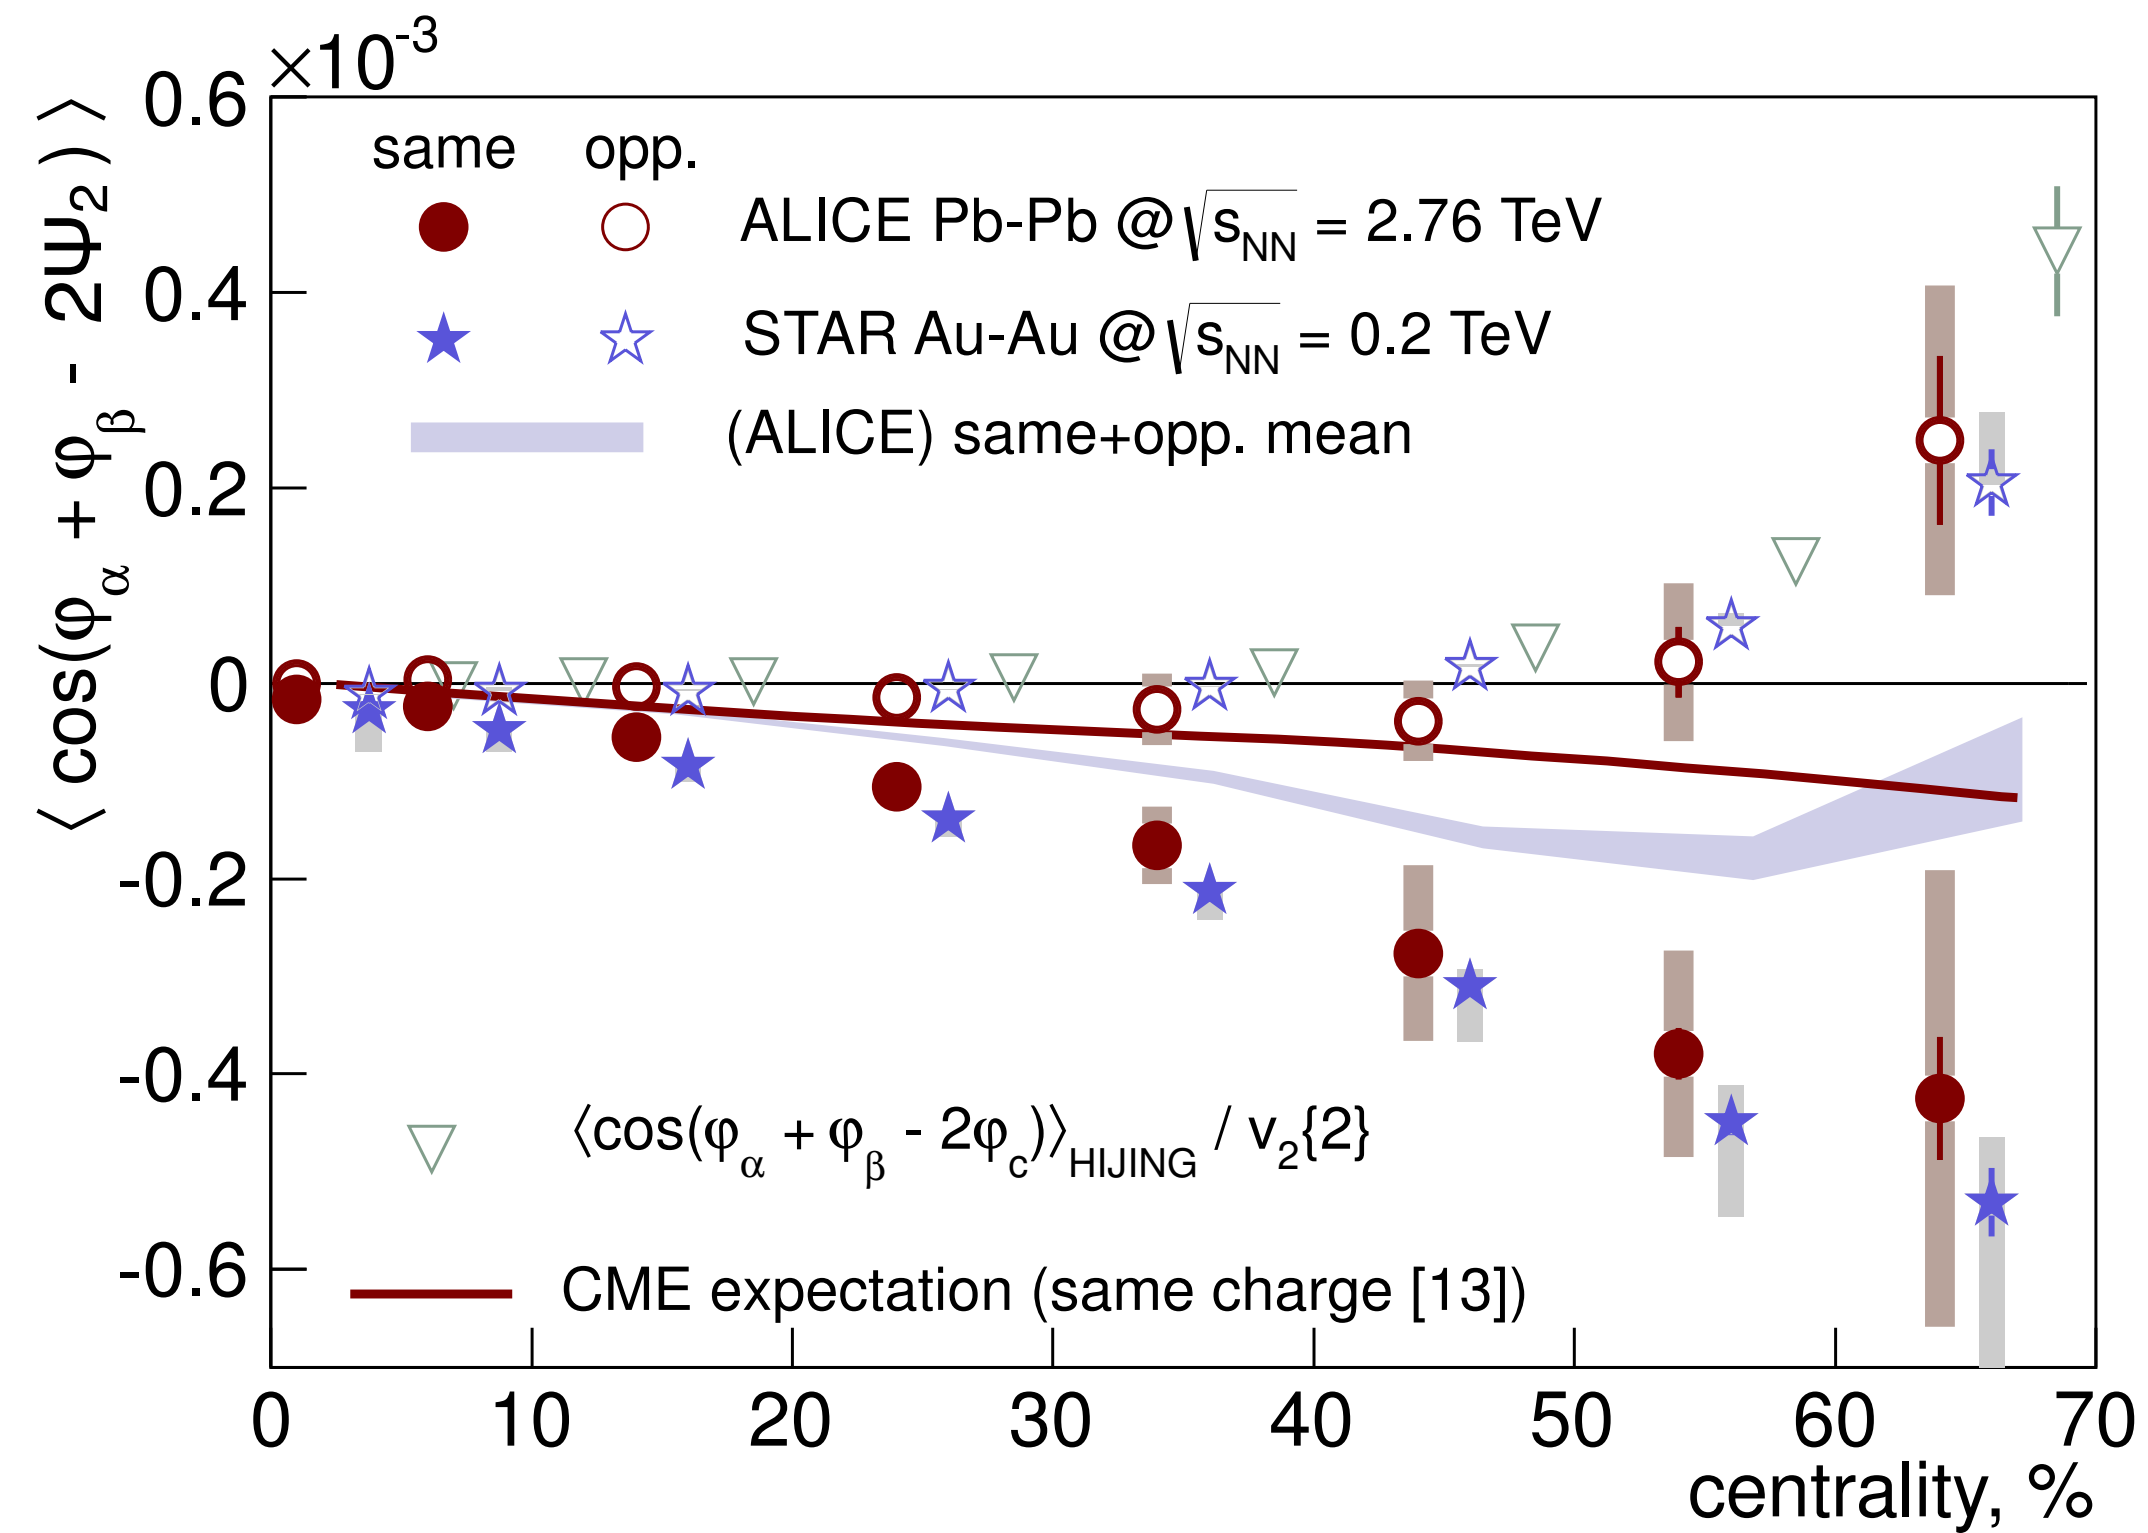 ×10⁻³
⟨ cos(φα + φβ - 2Ψ₂) ⟩
0.6
0.4
0.2
0
-0.2
-0.4
-0.6
same opp.
ALICE Pb-Pb @√sNN = 2.76 TeV
STAR Au-Au @√sNN = 0.2 TeV
(ALICE) same+opp. mean
⟨cos(φα + φβ - 2φc)⟩HIJING / v₂{2}
CME expectation (same charge [13])
0 10 20 30 40 50 60 70
centrality, %